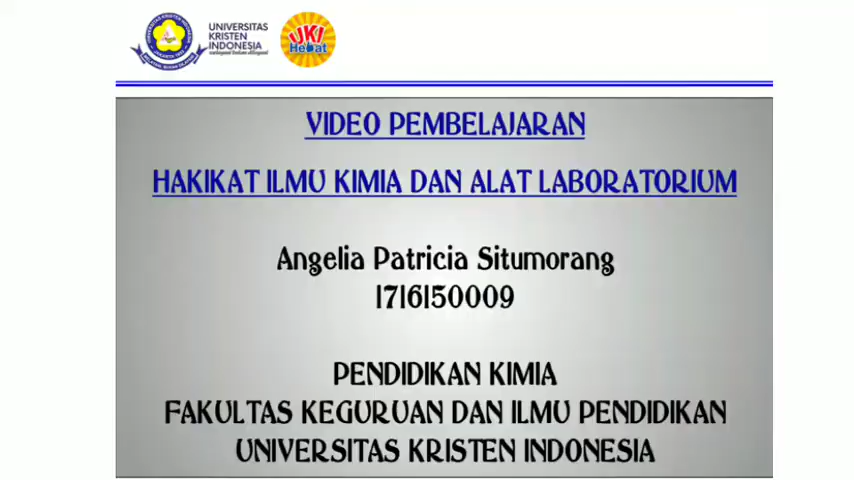 UNIVERSITAS
KRISTEN
INDONESIA
UKI
Hebat
VIDEO PEMBELAJARAN
HAKIKAT ILMU KIMIA DAN ALAT LABORATORIUM
Angelia Patricia Situmorang
1716150009
PENDIDIKAN KIMIA
FAKULTAS KEGURUAN DAN ILMU PENDIDIKAN
UNIVERSITAS KRISTEN INDONESIA